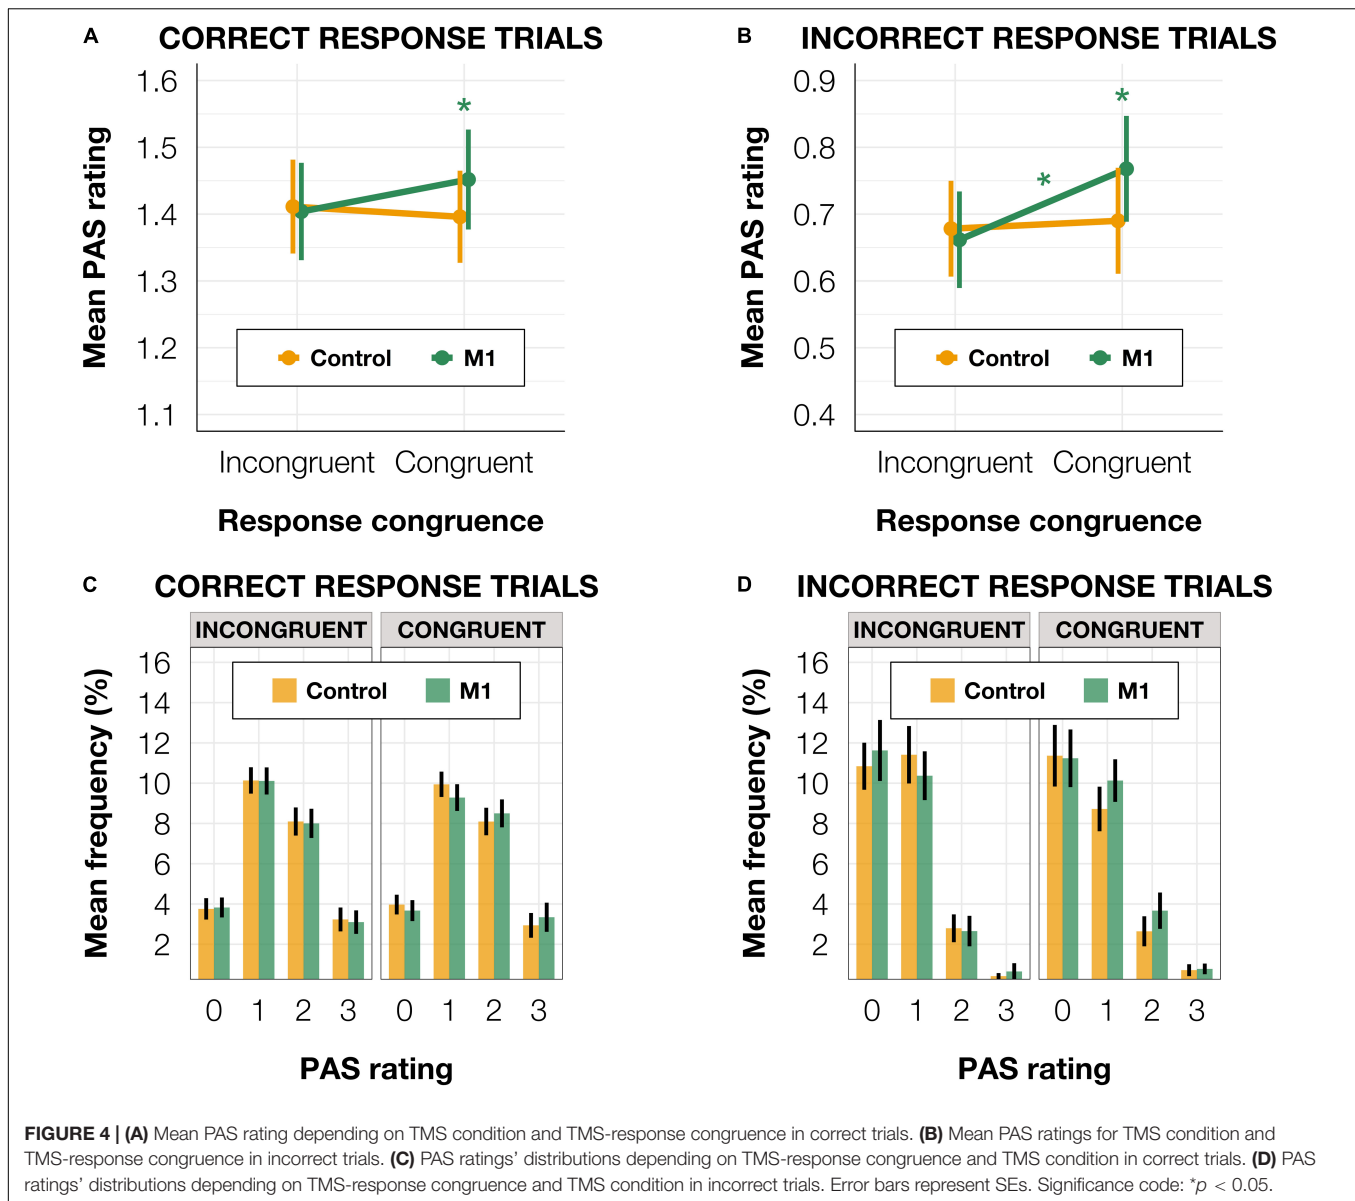 A CORRECT RESPONSE TRIALS
1.6
1.5
1.4
1.3
1.2
1.1
Mean PAS rating
*
Control M1
Incongruent Congruent
Response congruence
B INCORRECT RESPONSE TRIALS
0.9
0.8
0.7
0.6
0.5
0.4
Mean PAS rating
*
*
Control M1
Incongruent Congruent
Response congruence
C CORRECT RESPONSE TRIALS
INCONGRUENT CONGRUENT
16
14
12
10
8
6
4
2
Mean frequency (%)
Control M1
0 1 2 3 0 1 2 3
PAS rating
D INCORRECT RESPONSE TRIALS
INCONGRUENT CONGRUENT
16
14
12
10
8
6
4
2
Mean frequency (%)
Control M1
0 1 2 3 0 1 2 3
PAS rating
FIGURE 4 | (A) Mean PAS rating depending on TMS condition and TMS-response congruence in correct trials. (B) Mean PAS ratings for TMS condition and
TMS-response congruence in incorrect trials. (C) PAS ratings' distributions depending on TMS-response congruence and TMS condition in correct trials. (D) PAS
ratings' distributions depending on TMS-response congruence and TMS condition in incorrect trials. Error bars represent SEs. Significance code: *p < 0.05.